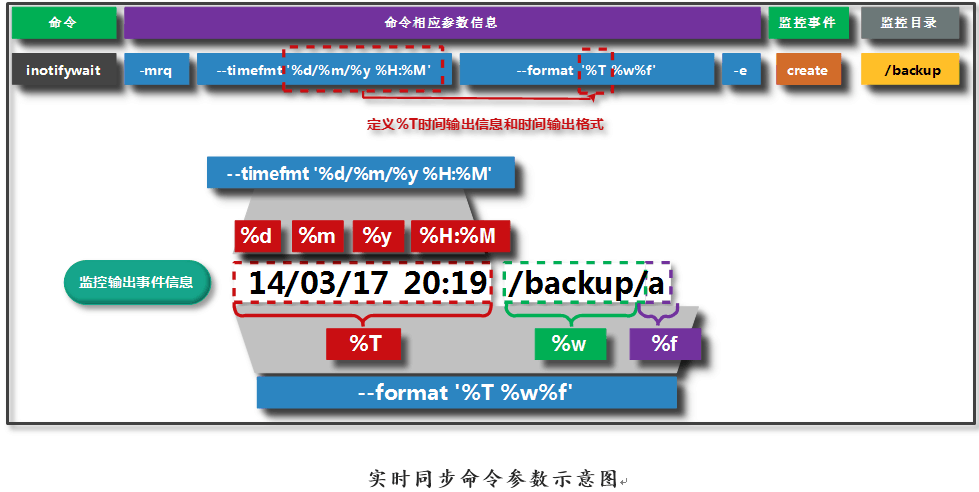 命令 命令相应参数信息 监控事件 监控目录
inotifywait -mrq --timefmt '%d/%m/%y %H:%M' --format '%T %w%f' -e create /backup
定义%T时间输出信息和时间输出格式
--timefmt '%d/%m/%y %H:%M'
%d %m %y %H:%M
监控输出事件信息 14/03/17 20:19 /backup/a
%T %w %f
--format '%T %w%f'
实时同步命令参数示意图